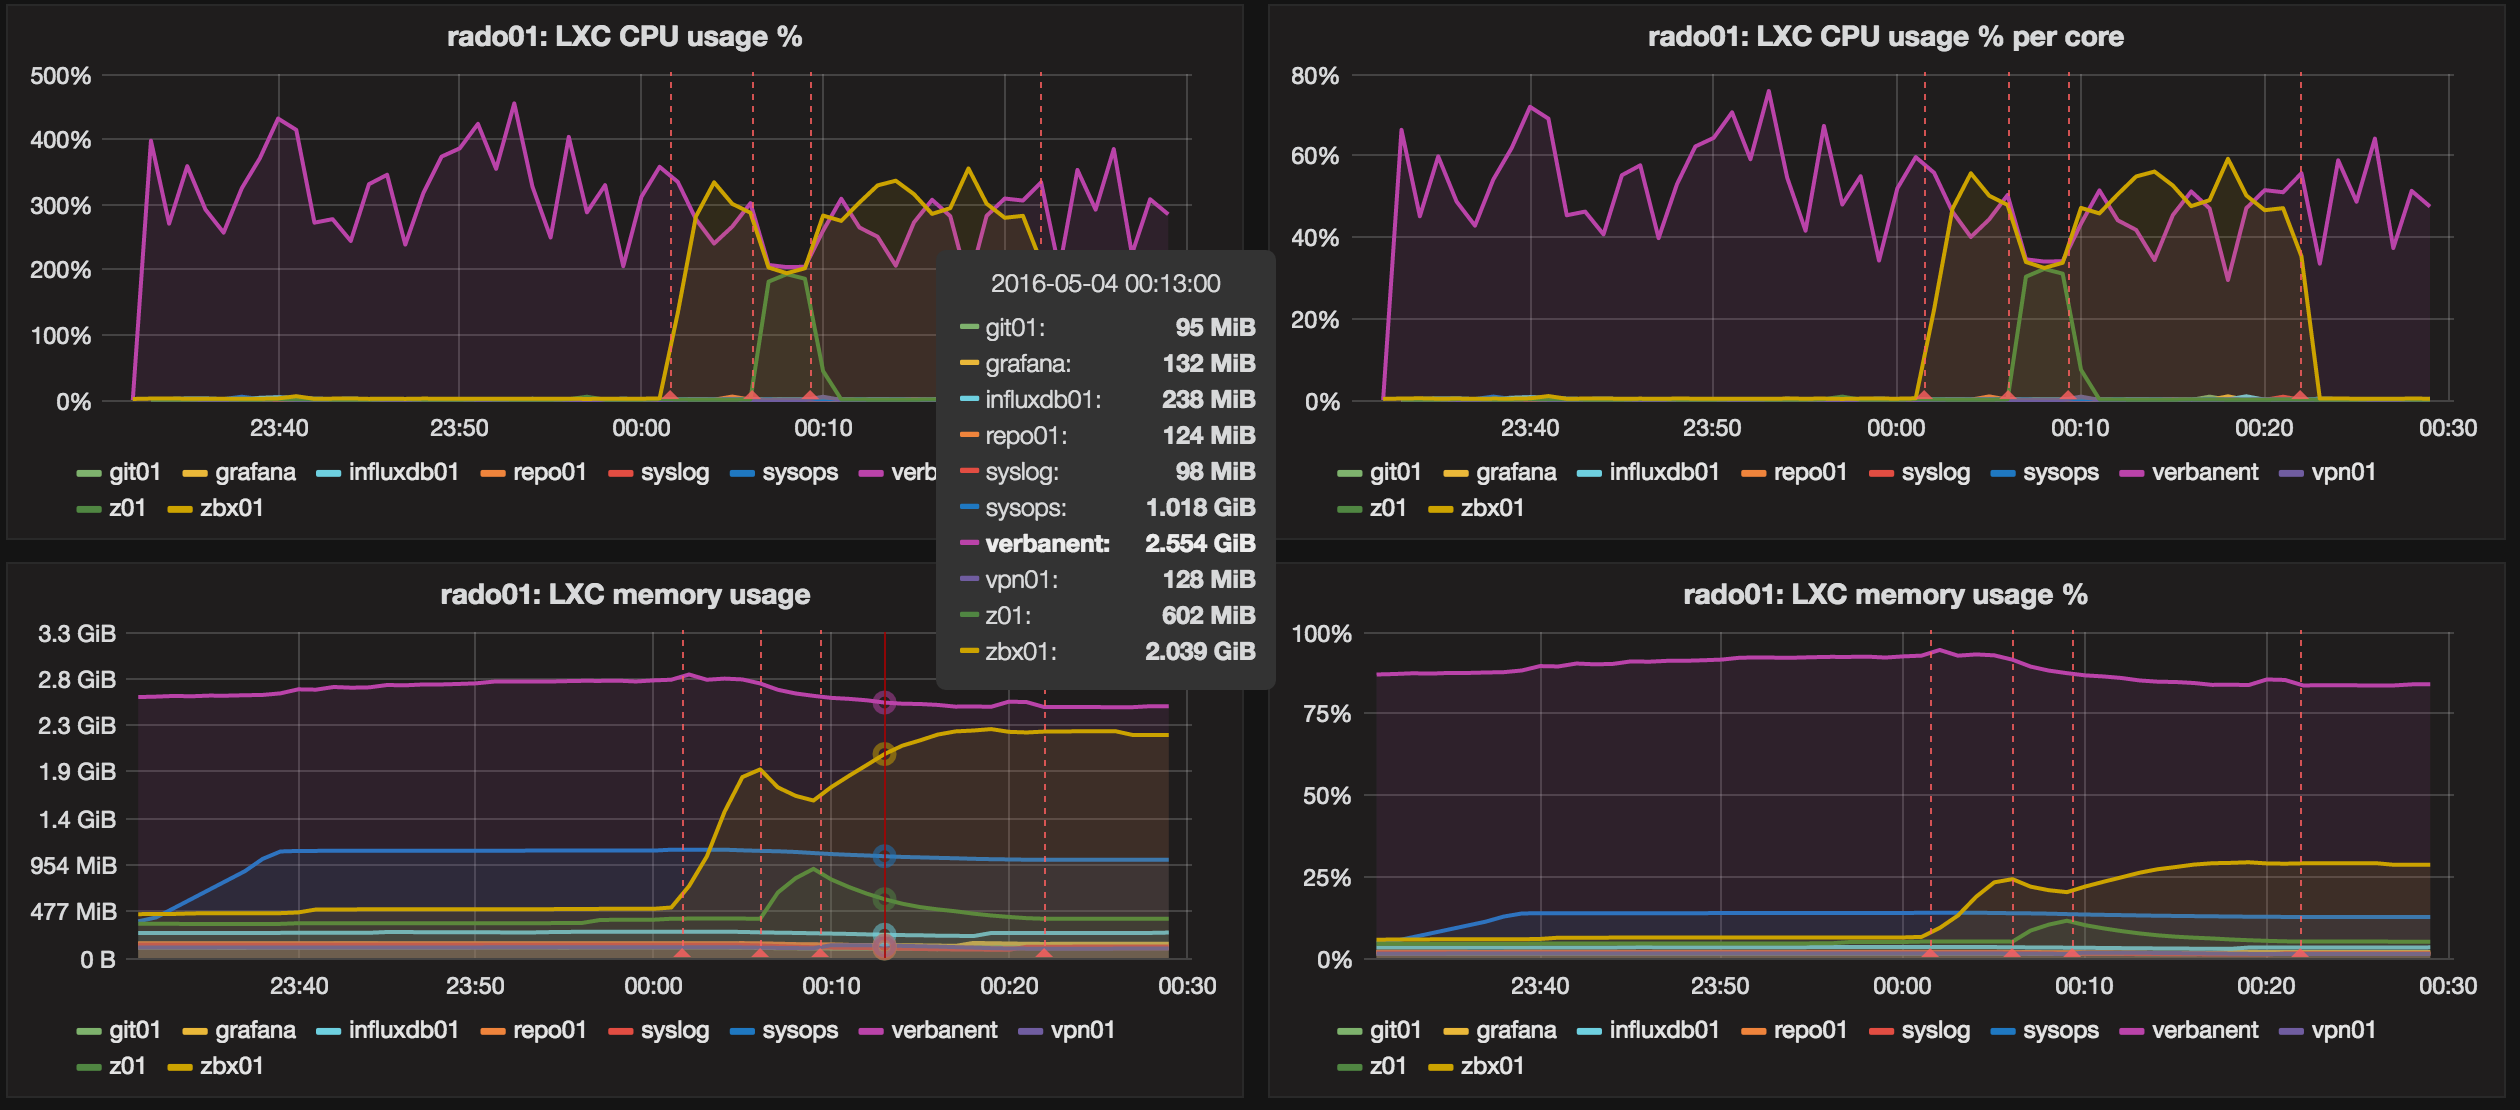 rado01: LXC CPU usage %
500%
400%
300%
200%
100%
0%
23:40 23:50 00:00 00:10
git01 grafana influxdb01 repo01 syslog sysops verb
z01 zbx01
rado01: LXC CPU usage % per core
80%
60%
40%
20%
0%
23:40 23:50 00:00 00:10 00:20 00:30
git01 grafana influxdb01 repo01 syslog sysops verbanent vpn01
z01 zbx01
2016-05-04 00:13:00
git01: 95 MiB
grafana: 132 MiB
influxdb01: 238 MiB
repo01: 124 MiB
syslog: 98 MiB
sysops: 1.018 GiB
verbanent: 2.554 GiB
vpn01: 128 MiB
z01: 602 MiB
zbx01: 2.039 GiB
rado01: LXC memory usage
3.3 GiB
2.8 GiB
2.3 GiB
1.9 GiB
1.4 GiB
954 MiB
477 MiB
0 B
23:40 23:50 00:00 00:10 00:20 00:30
git01 grafana influxdb01 repo01 syslog sysops verbanent vpn01
z01 zbx01
rado01: LXC memory usage %
100%
75%
50%
25%
0%
23:40 23:50 00:00 00:10 00:20 00:30
git01 grafana influxdb01 repo01 syslog sysops verbanent vpn01
z01 zbx01